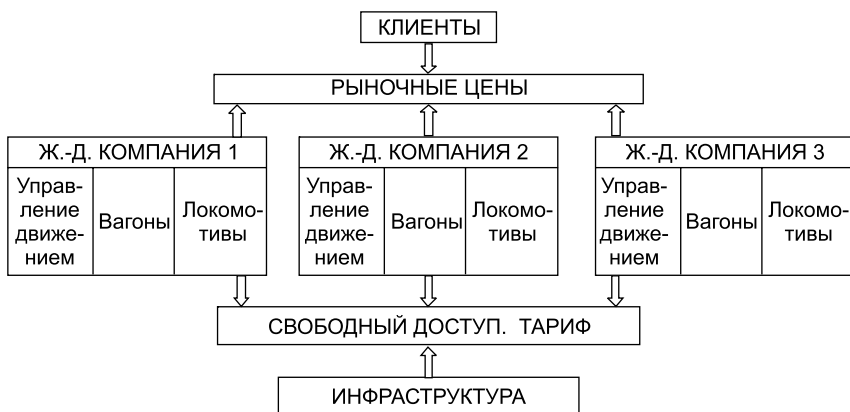 КЛИЕНТЫ
РЫНОЧНЫЕ ЦЕНЫ
Ж.-Д. КОМПАНИЯ 1
Управ-
ление
движе-
нием
Вагоны
Локомо-
тивы
Ж.-Д. КОМПАНИЯ 2
Управ-
ление
движе-
нием
Вагоны
Локомо-
тивы
Ж.-Д. КОМПАНИЯ 3
Управ-
ление
движе-
нием
Вагоны
Локомо-
тивы
СВОБОДНЫЙ ДОСТУП. ТАРИФ
ИНФРАСТРУКТУРА